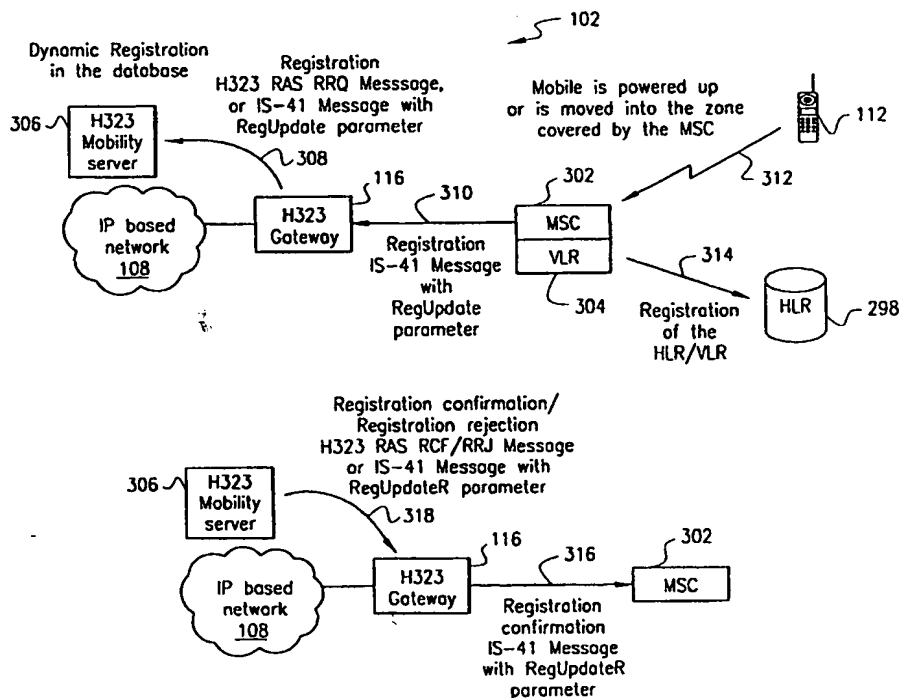 102
Dynamic Registration
in the database
Registration
H323 RAS RRQ Messsage,
or IS-41 Message with
RegUpdate parameter
Mobile is powered up
or is moved into the zone
covered by the MSC
306
H323
Mobility
server
308
112
312
116
310
302
IP based
network
108
H323
Gateway
MSC
VLR
304
Registration
IS-41 Message
with
RegUpdate
parameter
314
Registration
of the
HLR/VLR
HLR
298
Registration confirmation/
Registration rejection
H323 RAS RCF/RRJ Message
or IS-41 Message with
RegUpdateR parameter
306
H323
Mobility
server
318
116
316
302
IP based
network
108
H323
Gateway
MSC
Registration
confirmation
IS-41 Message
with RegUpdateR
parameter